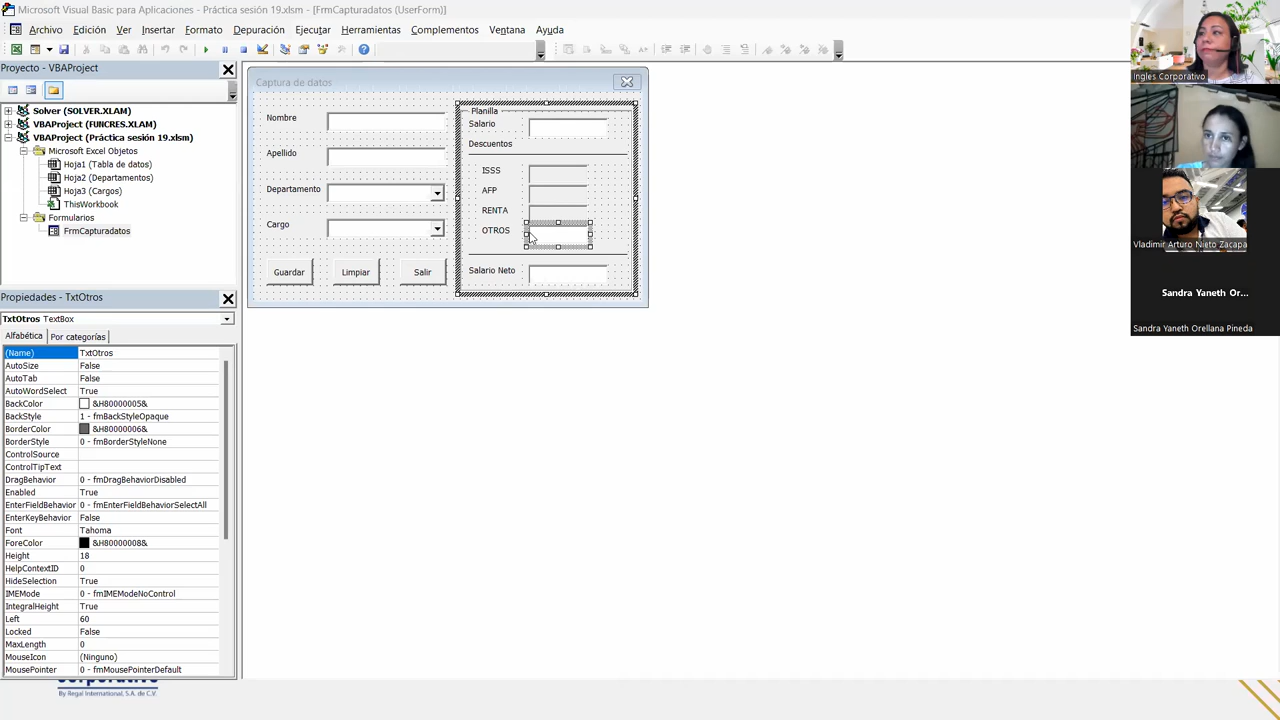 Microsoft Visual Basic para Aplicaciones - Práctica sesión 19.xlsm - [FrmCapturadatos (UserForm)]
Archivo Edición Ver Insertar Formato Depuración Ejecutar Herramientas Complementos Ventana Ayuda
Proyecto - VBAProject
Solver (SOLVER.XLAM)
VBAProject (FUNCRES.XLAM)
VBAProject (Práctica sesión 19.xlsm)
Microsoft Excel Objetos
Hoja1 (Tabla de datos)
Hoja2 (Departamentos)
Hoja3 (Cargos)
ThisWorkbook
Formularios
FrmCapturadatos
Propiedades - TxtOtros
TxtOtros TextBox
Alfabética Por categorías
(Name) TxtOtros
AutoSize False
AutoTab False
AutoWordSelect True
BackColor &H80000005&
BackStyle 1 - fmBackStyleOpaque
BorderColor &H80000006&
BorderStyle 0 - fmBorderStyleNone
ControlSource
ControlTipText
DragBehavior 0 - fmDragBehaviorDisabled
Enabled True
EnterFieldBehavior 0 - fmEnterFieldBehaviorSelectAll
EnterKeyBehavior False
Font Tahoma
ForeColor &H80000008&
Height 18
HelpContextID 0
HideSelection True
IMEMode 0 - fmIMEModeNoControl
IntegralHeight True
Left 60
Locked False
MaxLength 0
MouseIcon (Ninguno)
MousePointer 0 - fmMousePointerDefault
Captura de datos
Nombre
Apellido
Departamento
Cargo
Guardar Limpiar Salir
Planilla
Salario
Descuentos
ISSS
AFP
RENTA
OTROS
Salario Neto
Ingles Corporativo
Vladimir Arturo Nieto Zacapa
Sandra Yaneth Or...
Sandra Yaneth Orellana Pineda
By Regal International, S.A. de C.V.